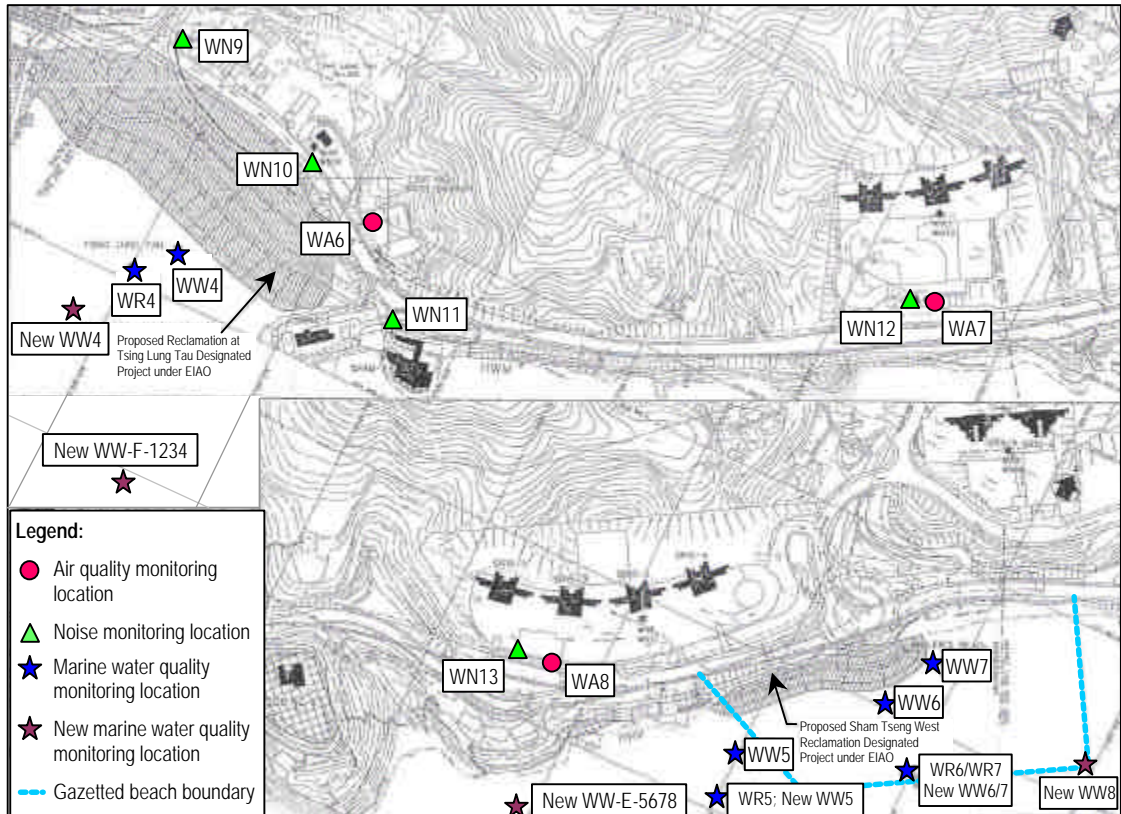 WN9
WN10
WA6
WW4
WR4
New WW4
Proposed Reclamation at
Tsing Lung Tau Designated
Project under EIAO
WN11
WN12
WA7
New WW-F-1234
Legend:
Air quality monitoring
location
Noise monitoring location
Marine water quality
monitoring location
New marine water quality
monitoring location
Gazetted beach boundary
WN13
WA8
WW7
WW6
Proposed Sham Tseng West
Reclamation Designated
Project under EIAO
WW5
WR6/WR7
New WW6/7
New WW8
WR5; New WW5
New WW-E-5678